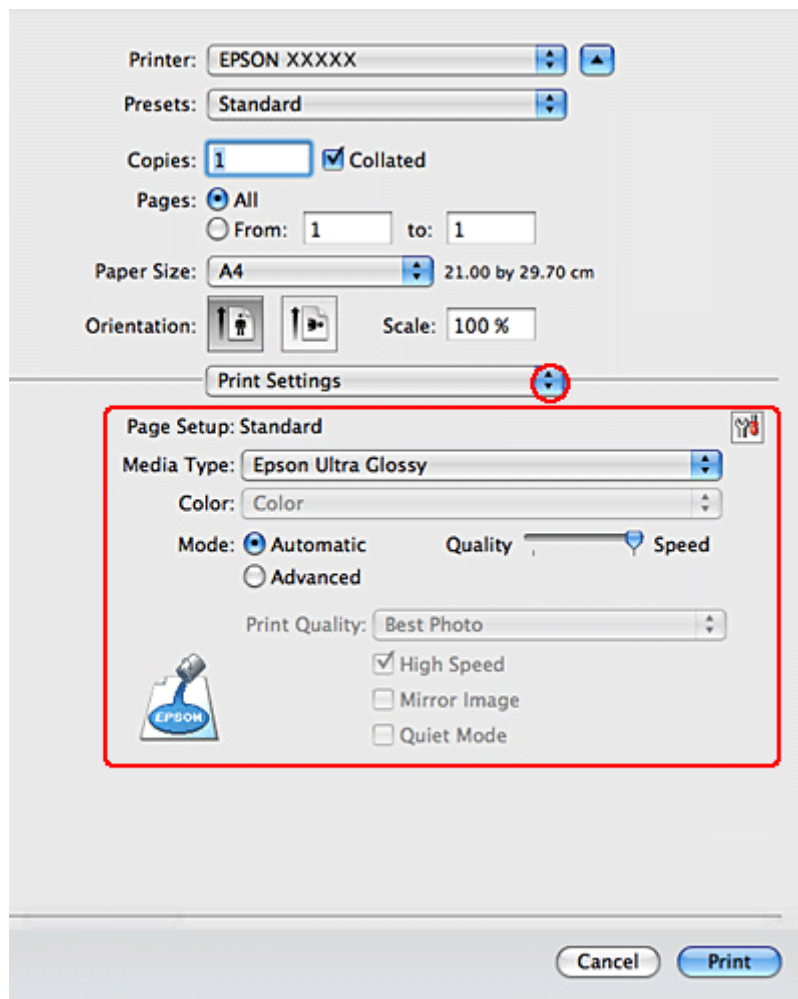 Printer: EPSON XXXXX
Presets: Standard
Copies: 1 Collated
Pages: All
From: 1 to: 1
Paper Size: A4 21.00 by 29.70 cm
Orientation: Scale: 100 %
Print Settings
Page Setup: Standard
Media Type: Epson Ultra Glossy
Color: Color
Mode: Automatic Quality Speed
Advanced
Print Quality: Best Photo
High Speed
Mirror Image
EPSON
Quiet Mode
Cancel Print